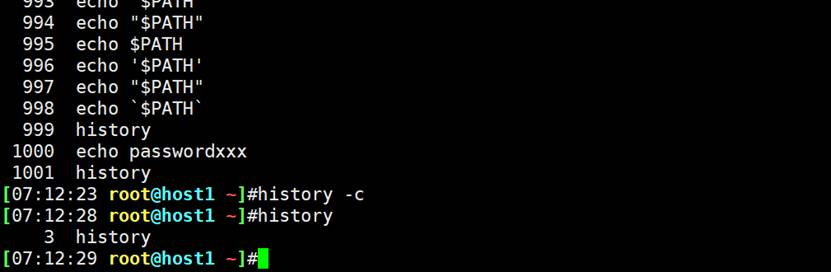 993  echo `$PATH`
994  echo "$PATH"
995  echo $PATH
996  echo '$PATH'
997  echo "$PATH"
998  echo `$PATH`
999  history
1000  echo passwordxxx
1001  history
[07:12:23 root@host1 ~]#history -c
[07:12:28 root@host1 ~]#history
3  history
[07:12:29 root@host1 ~]#